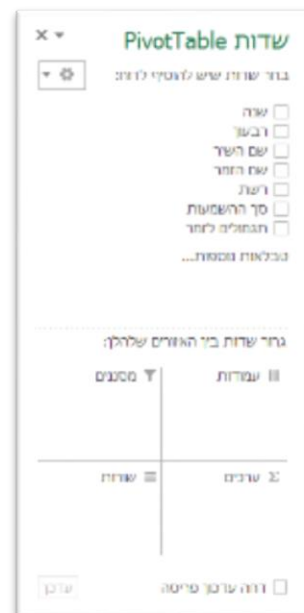 שדות PivotTable
בחר שדות שיש להוסיף לדוח:
שנה
רבעון
שם השיר
שם הזמר
רשת
סך ההשמעות
תגמולים לזמר
טבלאות נוספות...
גרור שדות בין האזורים שלהלן:
עמודות מסננים
ערכים שורות
דחה עדכון פריסה עדכן